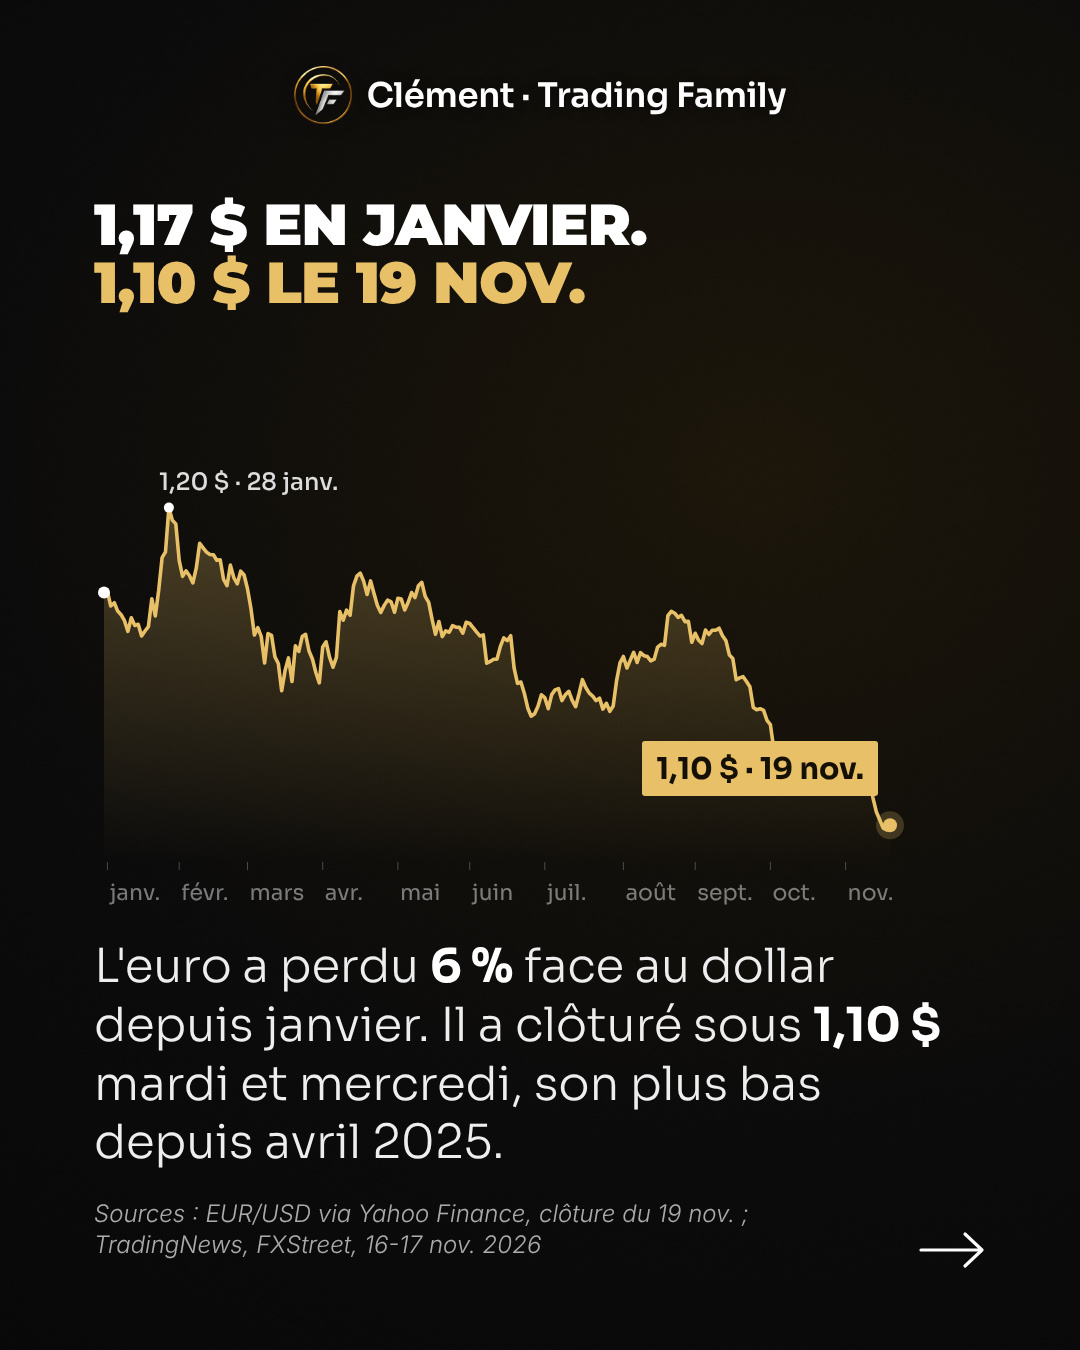 TF
Clément · Trading Family
1,17 $ EN JANVIER.
1,10 $ LE 19 NOV.
1,20 $ · 28 janv.
1,10 $ · 19 nov.
janv. févr. mars avr. mai juin juil. août sept. oct. nov.
L'euro a perdu 6 % face au dollar
depuis janvier. Il a clôturé sous 1,10 $
mardi et mercredi, son plus bas
depuis avril 2025.
Sources : EUR/USD via Yahoo Finance, clôture du 19 nov. ;
TradingNews, FXStreet, 16-17 nov. 2026